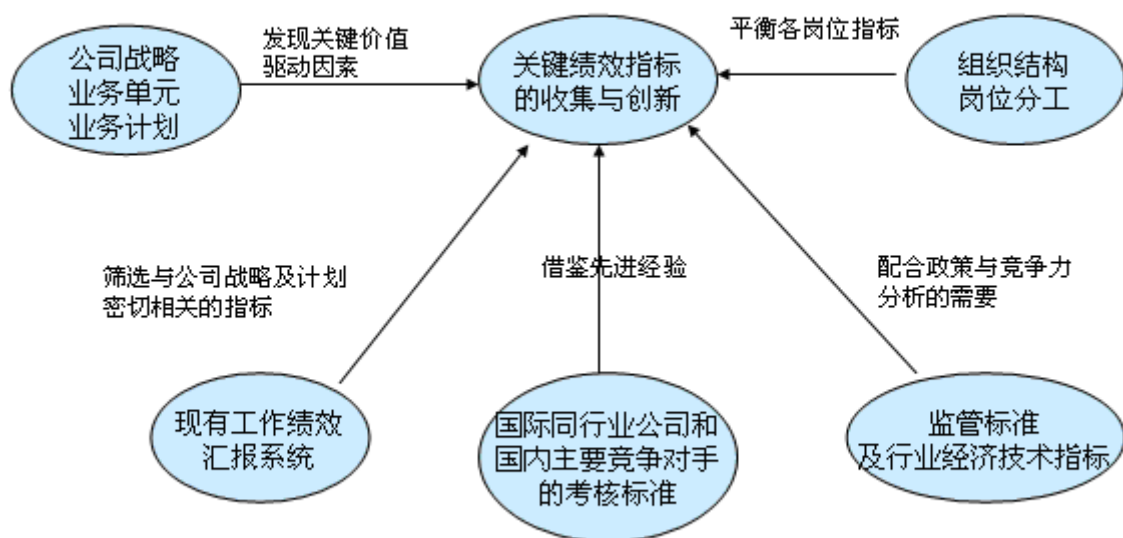 公司战略
业务单元
业务计划
发现关键价值
驱动因素
关键绩效指标
的收集与创新
平衡各岗位指标
组织结构
岗位分工
筛选与公司战略及计划
密切相关的指标
借鉴先进经验
配合政策与竞争力
分析的需要
现有工作绩效
汇报系统
国际同行业公司和
国内主要竞争对手
的考核标准
监管标准
及行业经济技术指标